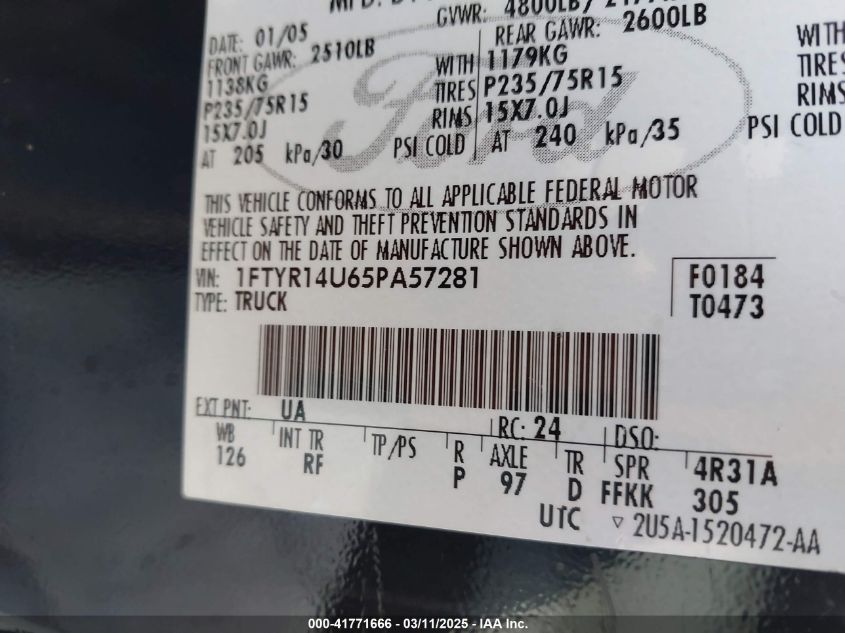 GVWR: 4800LB/
DATE: 01/05
FRONT GAWR: 2510LB
1138KG
P235/75R15
15X7.0J
AT 205 kPa/30 PSI COLD
WITH
TIRES
RIMS
REAR GAWR: 2600LB
1179KG
P235/75R15
15X7.0J
AT 240 kPa/35 PSI COLD
WITH
TIRES
RIMS
Ford
THIS VEHICLE CONFORMS TO ALL APPLICABLE FEDERAL MOTOR
VEHICLE SAFETY AND THEFT PREVENTION STANDARDS IN
EFFECT ON THE DATE OF MANUFACTURE SHOWN ABOVE.
VIN: 1FTYR14U65PA57281
TYPE: TRUCK
F0184
T0473
EXT PNT: UA
RC: 24 DSO:
WB INT TR TP/PS R AXLE TR SPR 4R31A
126 RF P 97 D FFKK 305
UTC ▽ 2U5A-1520472-AA
000-41771666 - 03/11/2025 - IAA Inc.